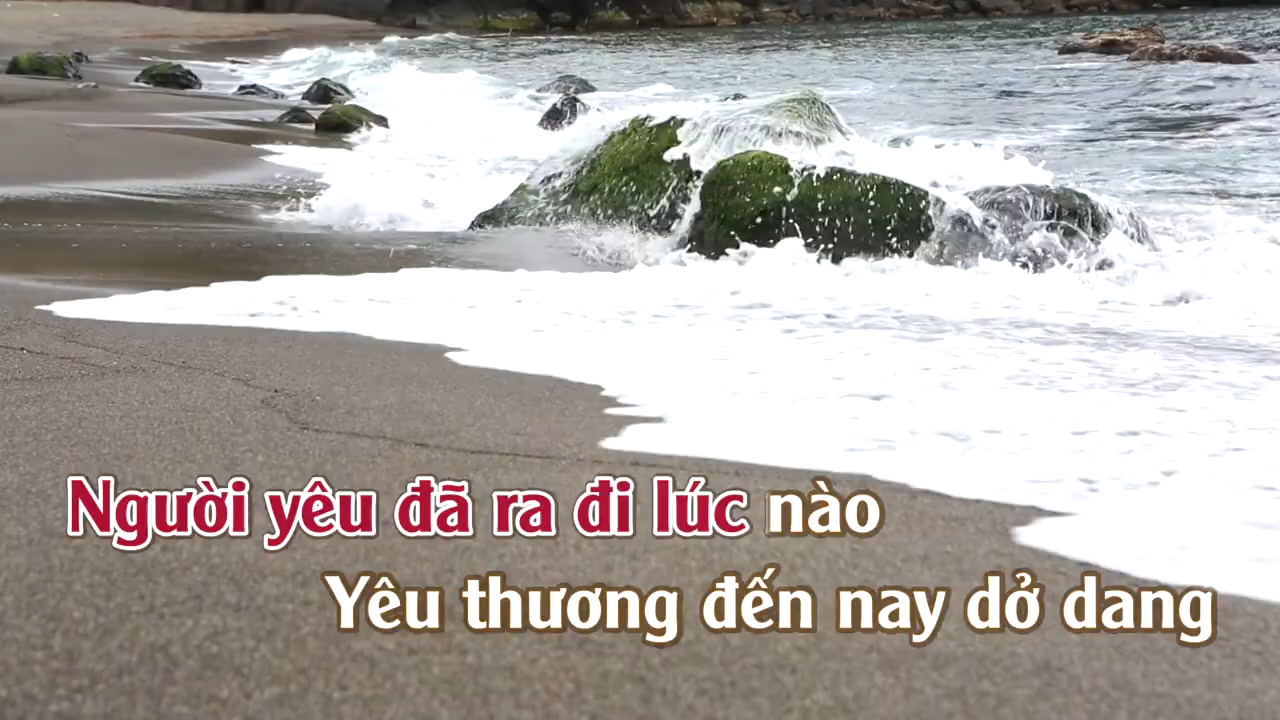 Người yêu đã ra đi lúc nào
Yêu thương đến nay dở dang